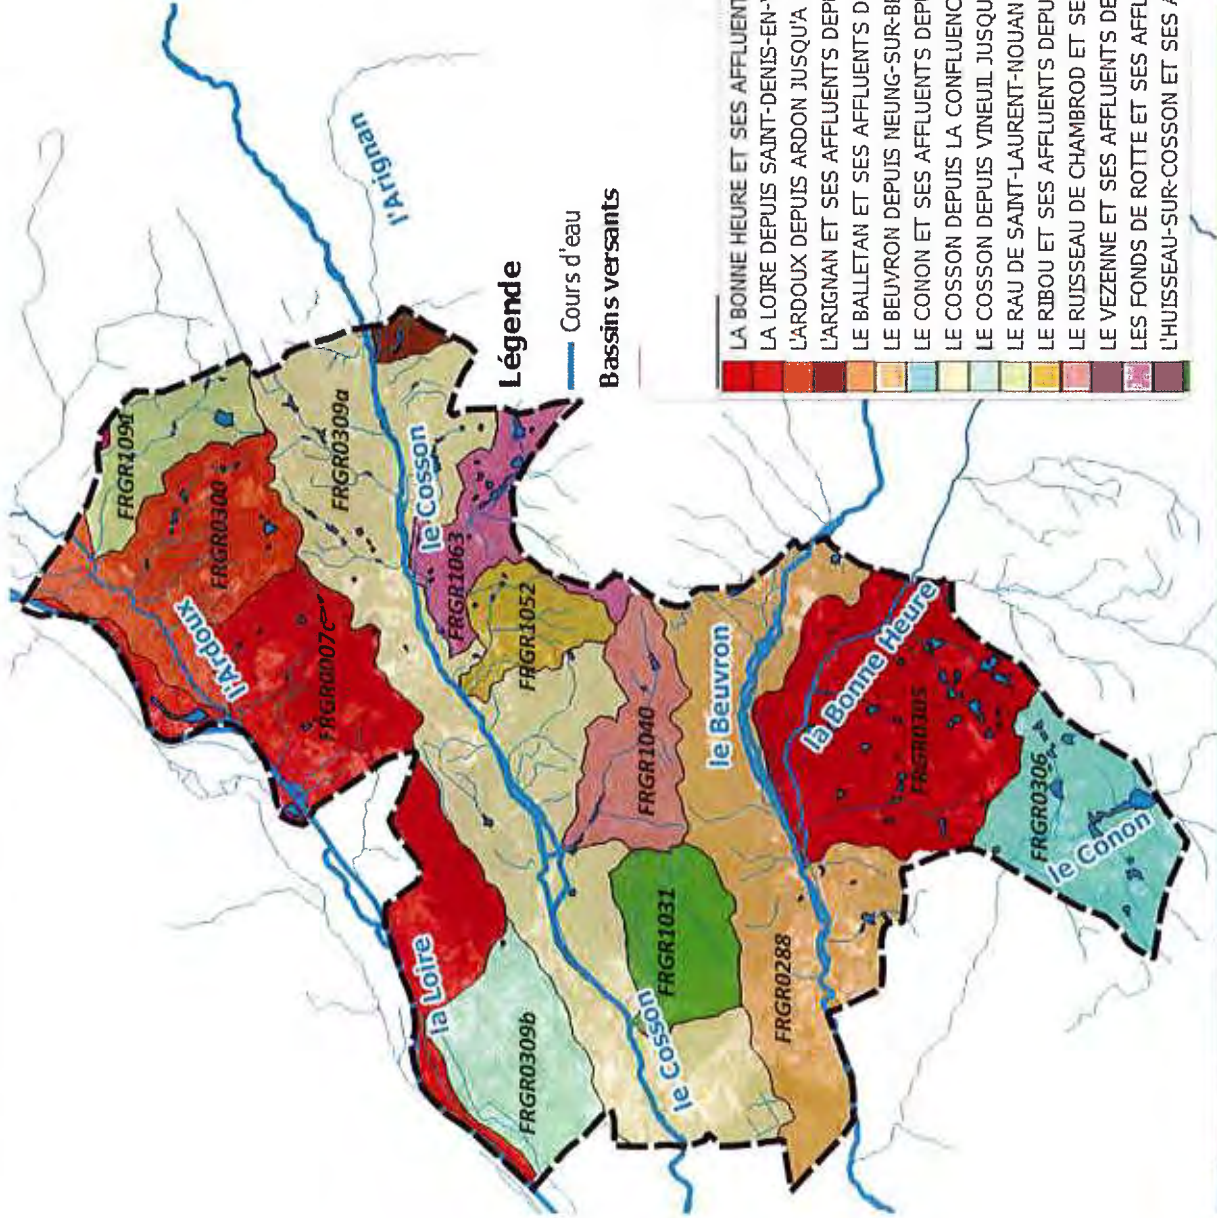 l'Arignan
FRGR1091
FRGR0300
FRGR0309a
l'Ardoux
FRGR0007c
le Cosson
FRGR1063
FRGR1052
FRGR1040
le Beuvron
la Bonne Heure
FRGR0305
FRGR0306
le Conon
la Loire
FRGR0309b
FRGR1031
le Cosson
FRGR0288
Légende
Cours d'eau
Bassins versants
LA BONNE HEURE ET SES AFFLUENT
LA LOIRE DEPUIS SAINT-DENIS-EN-V
L'ARDOUX DEPUIS ARDON JUSQU'A
L'ARIGNAN ET SES AFFLUENTS DEP
LE BALLETAN ET SES AFFLUENTS D
LE BEUVRON DEPUIS NEUNG-SUR-BE
LE CONON ET SES AFFLUENTS DEPU
LE COSSON DEPUIS LA CONFLUENC
LE COSSON DEPUIS VINEUIL JUSQU
LE RAU DE SAINT-LAURENT-NOUAN
LE RIBOU ET SES AFFLUENTS DEPU
LE RUISSEAU DE CHAMBROD ET SE
LE VEZENNE ET SES AFFLUENTS DE
LES FONDS DE ROTTE ET SES AFFL
L'HUISSEAU-SUR-COSSON ET SES A